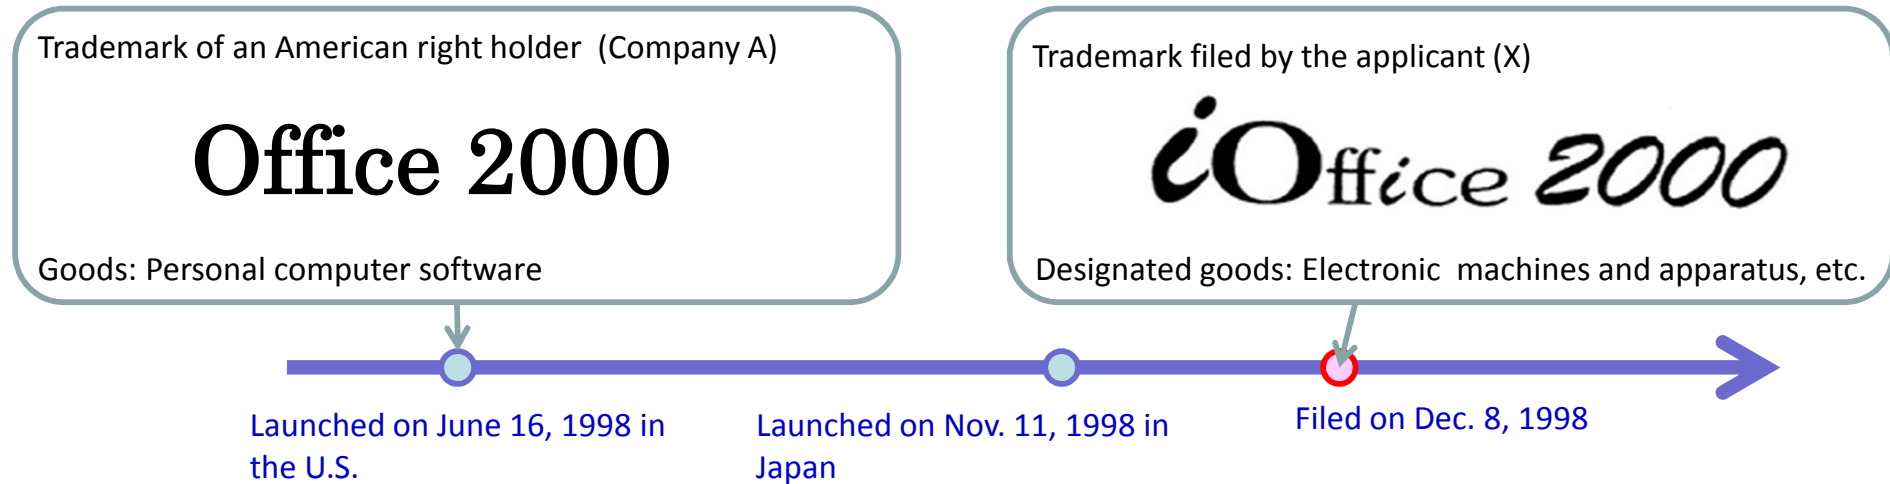 Trademark of an American right holder (Company A)
Office 2000
Goods: Personal computer software
Trademark filed by the applicant (X)
iOffice 2000
Designated goods: Electronic machines and apparatus, etc.
Launched on June 16, 1998 in
the U.S.
Launched on Nov. 11, 1998 in
Japan
Filed on Dec. 8, 1998